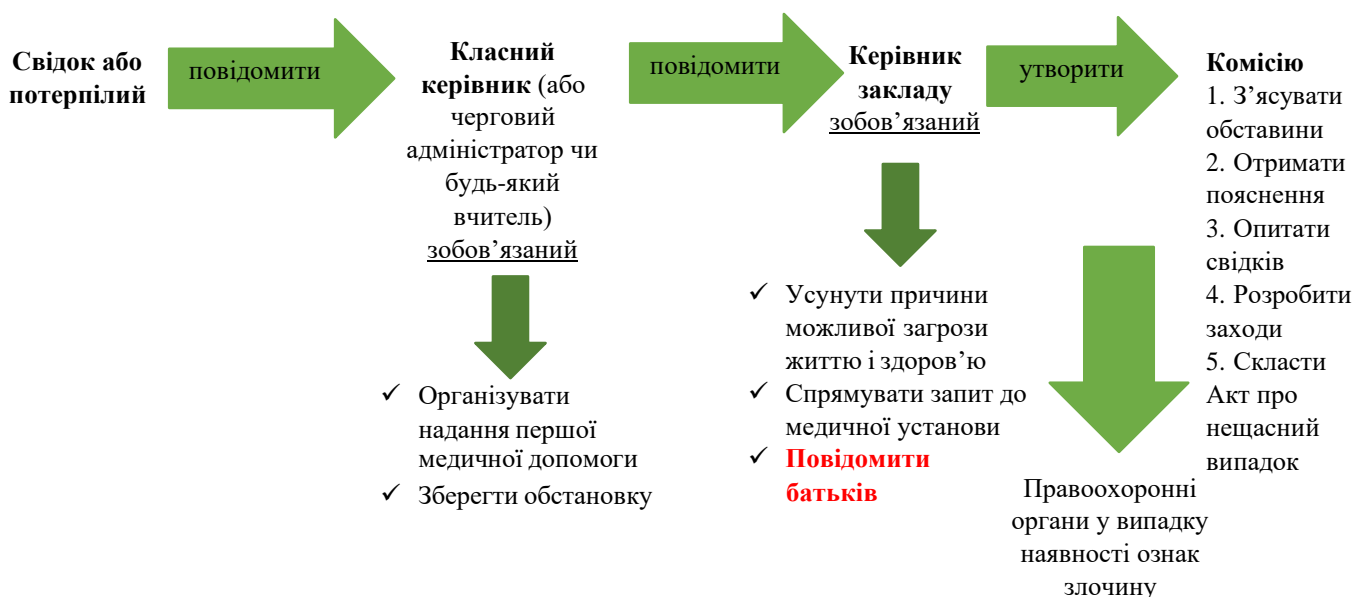 Свідок або
потерпілий
повідомити
Класний
керівник (або
черговий
адміністратор чи
будь-який
вчитель)
зобов’язаний
✓ Організувати
надання першої
медичної допомоги
✓ Зберегти обстановку
повідомити
Керівник
закладу
зобов’язаний
✓ Усунути причини
можливої загрози
життю і здоров’ю
✓ Спрямувати запит до
медичної установи
✓ Повідомити
батьків
утворити
Комісію
1. З’ясувати
обставини
2. Отримати
пояснення
3. Опитати
свідків
4. Розробити
заходи
5. Скласти
Акт про
нещасний
випадок
Правоохоронні
органи у випадку
наявності ознак
злочину